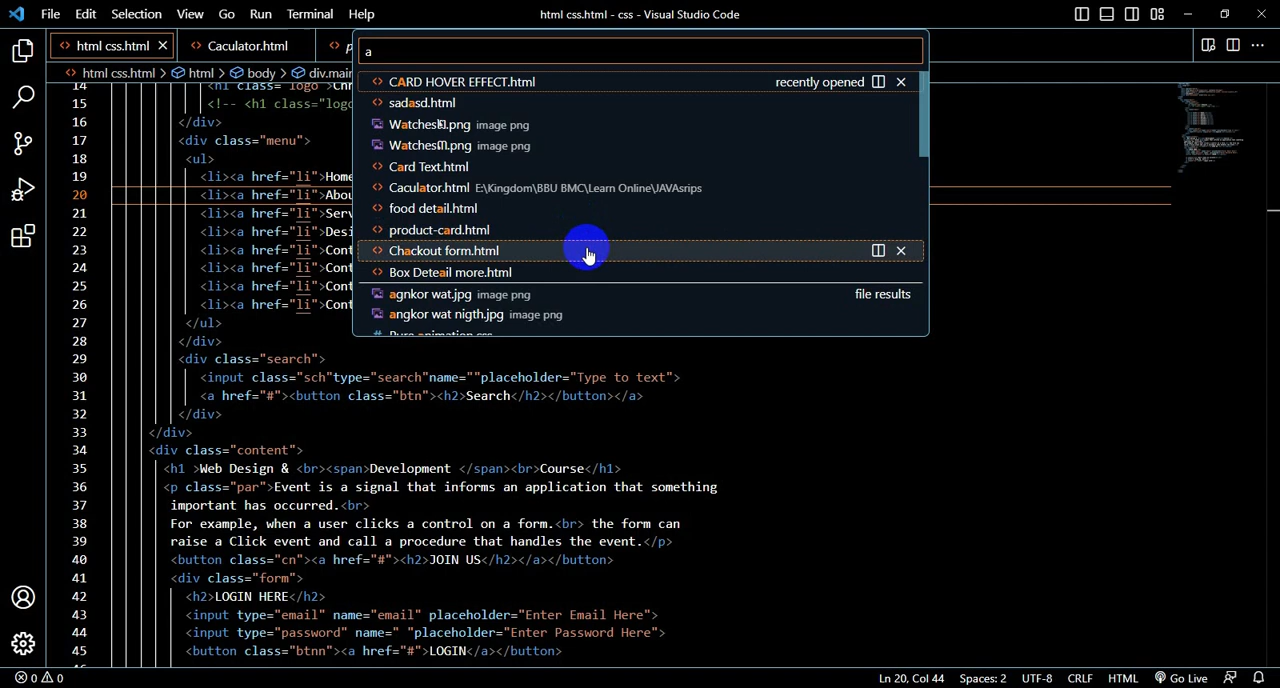 File Edit Selection View Go Run Terminal Help
html css.html - css - Visual Studio Code
html css.html Caculator.html
a
html css.html > html > body >
CARD HOVER EFFECT.html recently opened
sadasd.html
image png
image png
Card Text.html
Caculator.html E:\Kingdom\BBU BMC\Learn Online\JAVAsrips
food detail.html
product-card.html
Chackout form.html
Box Deteail more.html
agnkor wat.jpg image png file results
angkor wat nigth.jpg image png
14
15 <!-- <h1 class="logo
16 </div>
17 <div class="menu">
18 <ul>
19 <li><a href="li">Home
20 <li><a href="li">Abou
21 <li><a href="li">Serv
22 <li><a href="li">Desi
23 <li><a href="li">Cont
24 <li><a href="li">Cont
25 <li><a href="li">Cont
26 <li><a href="li">Cont
27 </ul>
28 </div>
29 <div class="search">
30 <input class="sch"type="search"name=""placeholder="Type to text">
31 <a href="#"><button class="btn"><h2>Search</h2></button></a>
32 </div>
33 </div>
34 <div class="content">
35 <h1 >Web Design & <br><span>Development </span><br>Course</h1>
36 <p class="par">Event is a signal that informs an application that something
37 important has occurred.<br>
38 For example, when a user clicks a control on a form.<br> the form can
39 raise a Click event and call a procedure that handles the event.</p>
40 <button class="cn"><a href="#"><h2>JOIN US</h2></a></button>
41 <div class="form">
42 <h2>LOGIN HERE</h2>
43 <input type="email" name="email" placeholder="Enter Email Here">
44 <input type="password" name=" "placeholder="Enter Password Here">
45 <button class="btnn"><a href="#">LOGIN</a></button>
0 0 Ln 20, Col 44 Spaces: 2 UTF-8 CRLF HTML Go Live